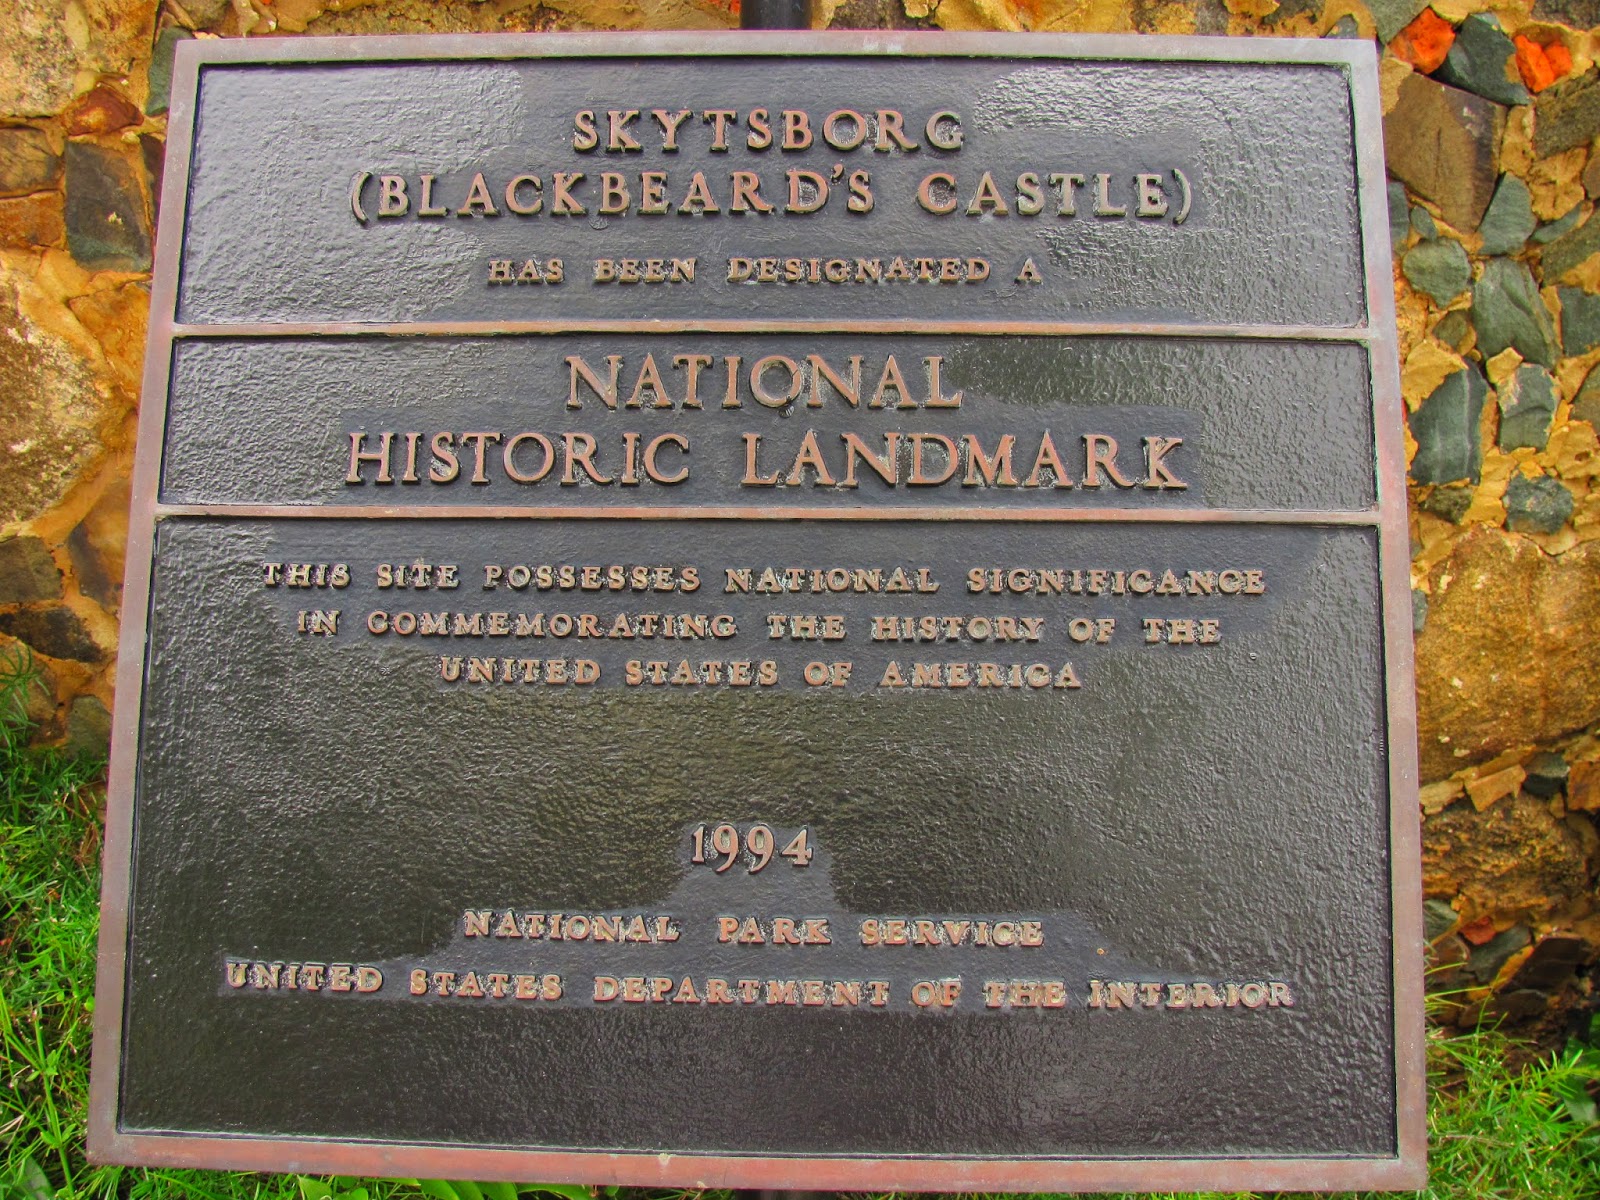 SKYTSBORG
(BLACKBEARD'S CASTLE)
HAS BEEN DESIGNATED A
NATIONAL
HISTORIC LANDMARK
THIS SITE POSSESSES NATIONAL SIGNIFICANCE
IN COMMEMORATING THE HISTORY OF THE
UNITED STATES OF AMERICA
1994
NATIONAL PARK SERVICE
UNITED STATES DEPARTMENT OF THE INTERIOR